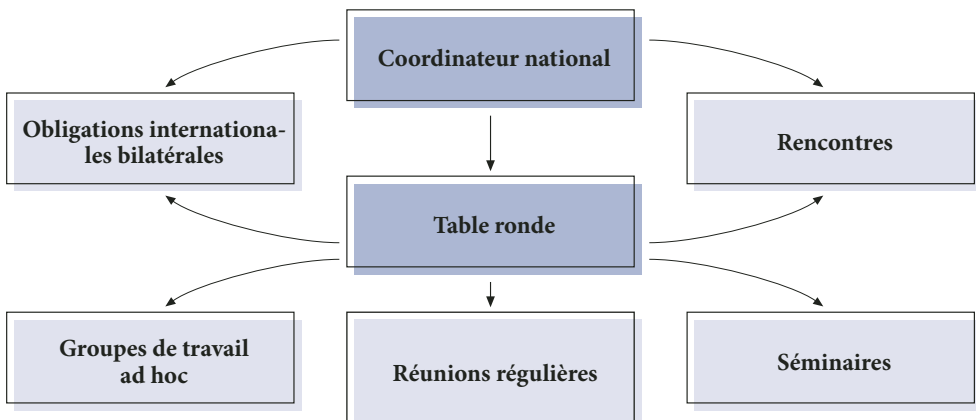 Coordinateur national
Obligations internationa-
les bilatérales
Rencontres
Table ronde
Groupes de travail
ad hoc
Réunions régulières
Séminaires